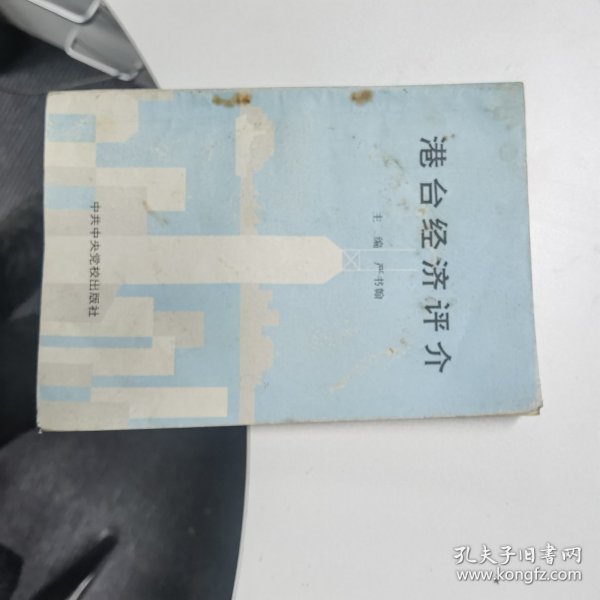 港台经济评介
主编 严书翰
中共中央党校出版社
孔夫子旧书网
www.kongfz.com